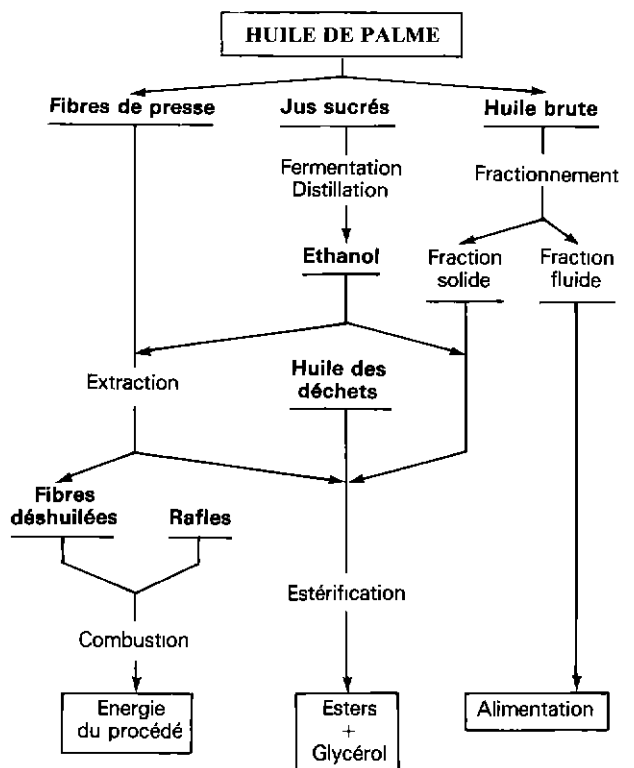 HUILE DE PALME
Fibres de presse
Jus sucrés
Huile brute
Fermentation
Distillation
Fractionnement
Ethanol
Fraction
solide
Fraction
fluide
Extraction
Huile des
déchets
Fibres
déshuilées
Rafles
Estérification
Combustion
Energie
du procédé
Esters
+
Glycérol
Alimentation